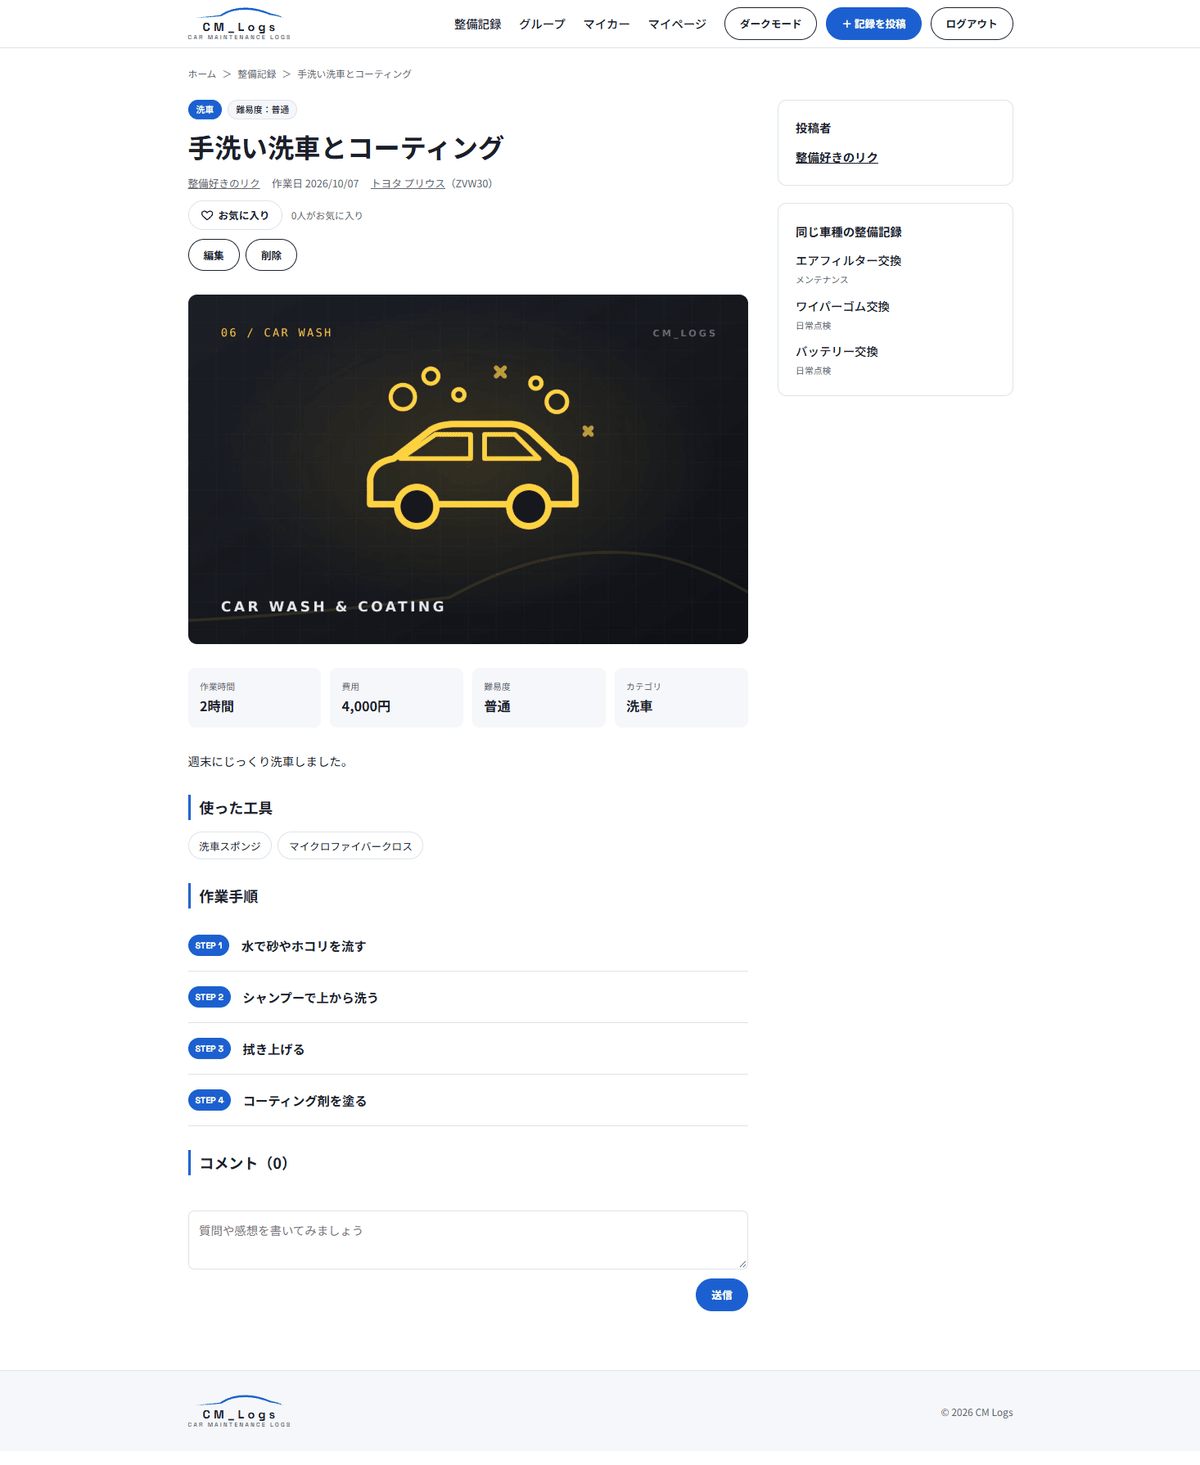 CM_Logs
CAR MAINTENANCE LOGS
整備記録 グループ マイカー マイページ ダークモード ＋記録を投稿 ログアウト
ホーム ＞ 整備記録 ＞ 手洗い洗車とコーティング
洗車 難易度：普通
手洗い洗車とコーティング
整備好きのリク 作業日 2026/10/07 トヨタ プリウス（ZVW30）
お気に入り 0人がお気に入り
編集 削除
06 / CAR WASH
CM_LOGS
CAR WASH & COATING
作業時間
2時間
費用
4,000円
難易度
普通
カテゴリ
洗車
週末にじっくり洗車しました。
使った工具
洗車スポンジ マイクロファイバークロス
作業手順
STEP 1 水で砂やホコリを流す
STEP 2 シャンプーで上から洗う
STEP 3 拭き上げる
STEP 4 コーティング剤を塗る
コメント（0）
質問や感想を書いてみましょう
送信
投稿者
整備好きのリク
同じ車種の整備記録
エアフィルター交換
メンテナンス
ワイパーゴム交換
日常点検
バッテリー交換
日常点検
CM_Logs
CAR MAINTENANCE LOGS
© 2026 CM Logs